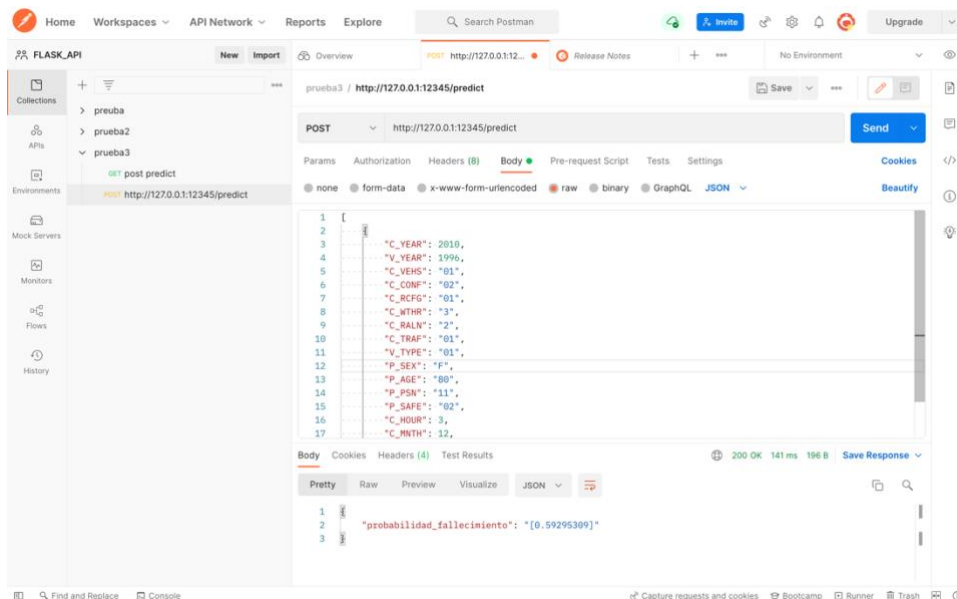 Home Workspaces API Network Reports Explore Search Postman Invite Upgrade
FLASK_API New Import Overview POST http://127.0.0.1:12... Release Notes No Environment
prueba3 / http://127.0.0.1:12345/predict Save
Collections
APIs
Environments
Mock Servers
Monitors
Flows
History
preuba
prueba2
prueba3
GET post predict
POST http://127.0.0.1:12345/predict
POST http://127.0.0.1:12345/predict Send
Params Authorization Headers (8) Body Pre-request Script Tests Settings Cookies
none form-data x-www-form-urlencoded raw binary GraphQL JSON Beautify
1 [
2 {
3 "C_YEAR": 2010,
4 "V_YEAR": 1996,
5 "C_VEHS": "01",
6 "C_CONF": "02",
7 "C_RCFG": "01",
8 "C_WTHR": "3",
9 "C_RALN": "2",
10 "C_TRAF": "01",
11 "V_TYPE": "01",
12 "P_SEX": "F",
13 "P_AGE": "80",
14 "P_PSN": "11",
15 "P_SAFE": "02",
16 "C_HOUR": 3,
17 "C_MNTH": 12,
Body Cookies Headers (4) Test Results 200 OK 141 ms 196 B Save Response
Pretty Raw Preview Visualize JSON
1 {
2 "probabilidad_fallecimiento": "[0.59295309]"
3 }
Find and Replace Console Capture requests and cookies Bootcamp Runner Trash